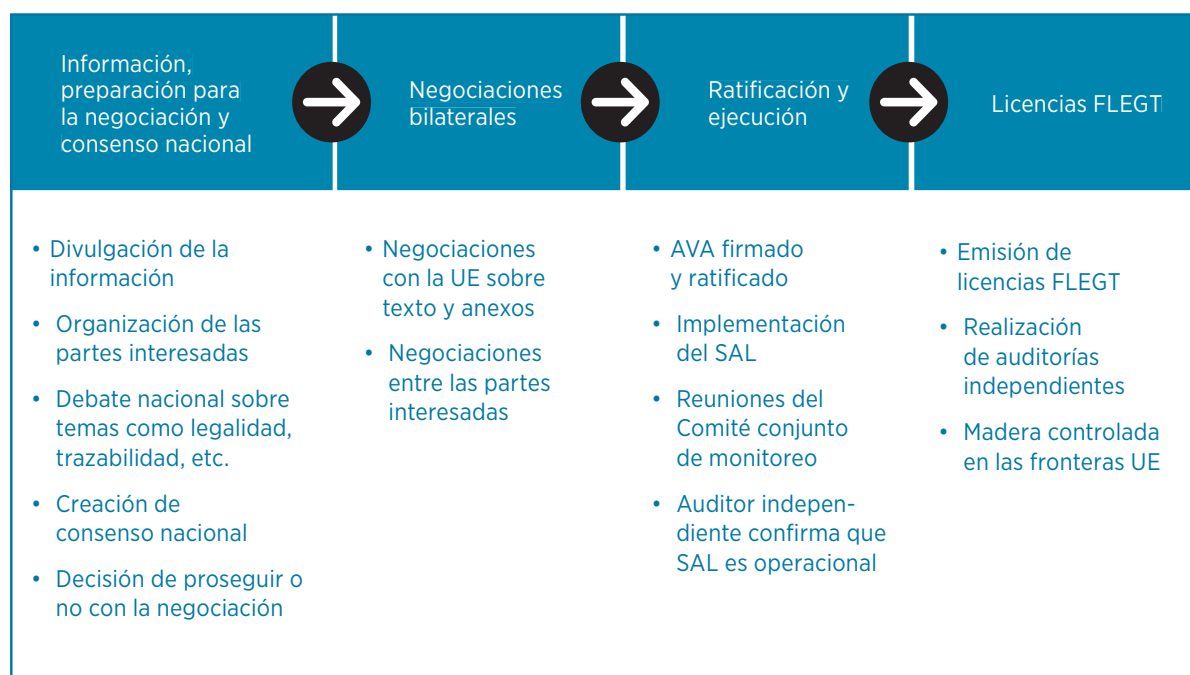 Información,
preparación para
la negociación y
consenso nacional
Negociaciones
bilaterales
Ratificación y
ejecución
Licencias FLEGT
• Divulgación de la
información
• Organización de las
partes interesadas
• Debate nacional sobre
temas como legalidad,
trazabilidad, etc.
• Creación de
consenso nacional
• Decisión de proseguir o
no con la negociación
• Negociaciones
con la UE sobre
texto y anexos
• Negociaciones
entre las partes
interesadas
• AVA firmado
y ratificado
• Implementación
del SAL
• Reuniones del
Comité conjunto
de monitoreo
• Auditor indepen-
diente confirma que
SAL es operacional
• Emisión de
licencias FLEGT
• Realización
de auditorías
independientes
• Madera controlada
en las fronteras UE